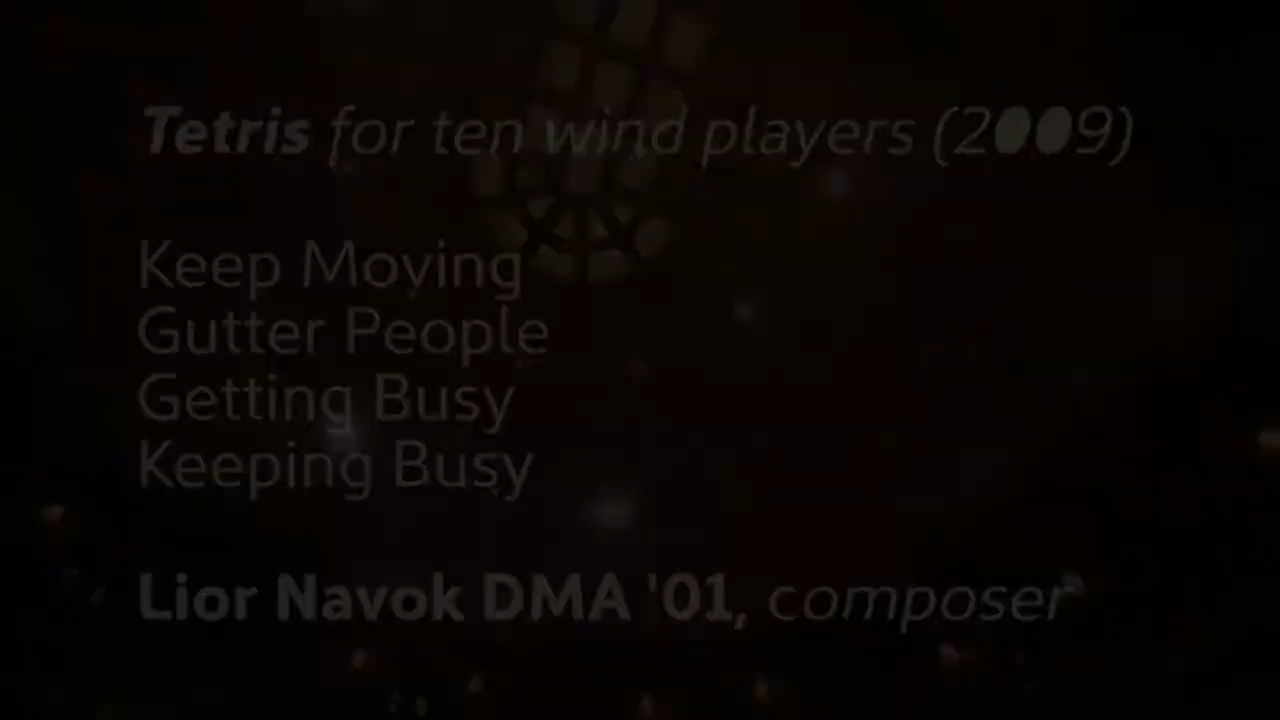 Tetris for ten wind players (2009)
Keep Moving
Gutter People
Getting Busy
Keeping Busy
Lior Navok DMA '01, composer